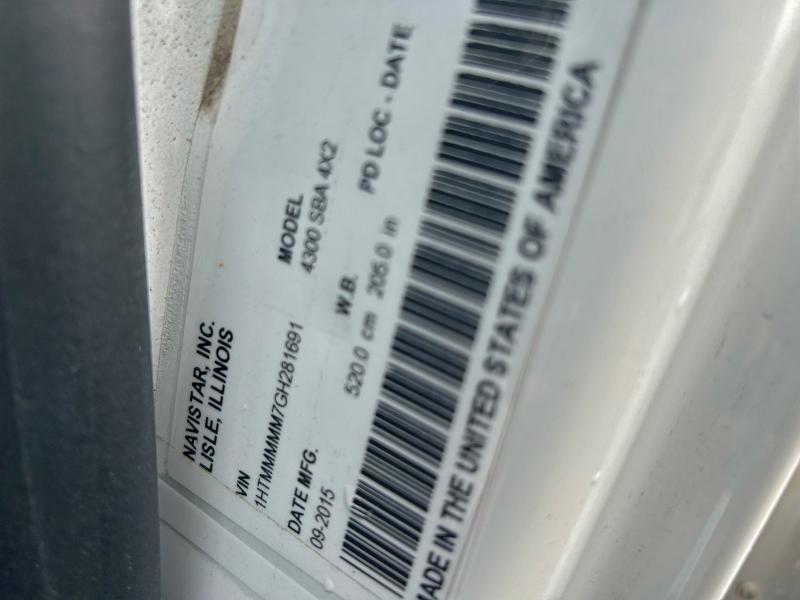 NAVISTAR, INC.
LISLE, ILLINOIS
VIN
1HTMMMMM7GH281691
MODEL
4300 SBA 4X2
DATE MFG.
09-2015
W.B.
520.0 cm 205.0 in
PD LOC - DATE
MADE IN THE UNITED STATES OF AMERICA